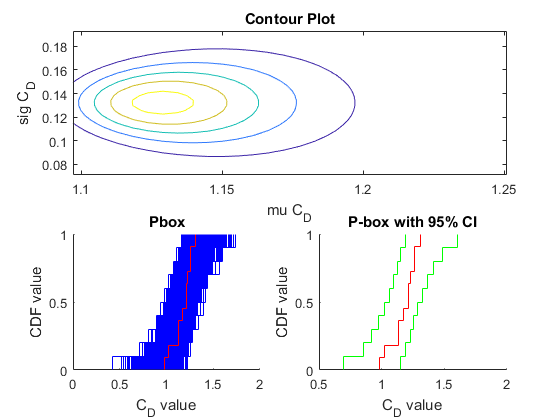 Contour Plot
sig C_D
0.18
0.16
0.14
0.12
0.1
0.08
1.1
1.15
1.2
1.25
mu C_D
Pbox
CDF value
1
0.5
0
0
0.5
1
1.5
2
C_D value
P-box with 95% CI
CDF value
1
0.5
0
0.5
1
1.5
2
C_D value